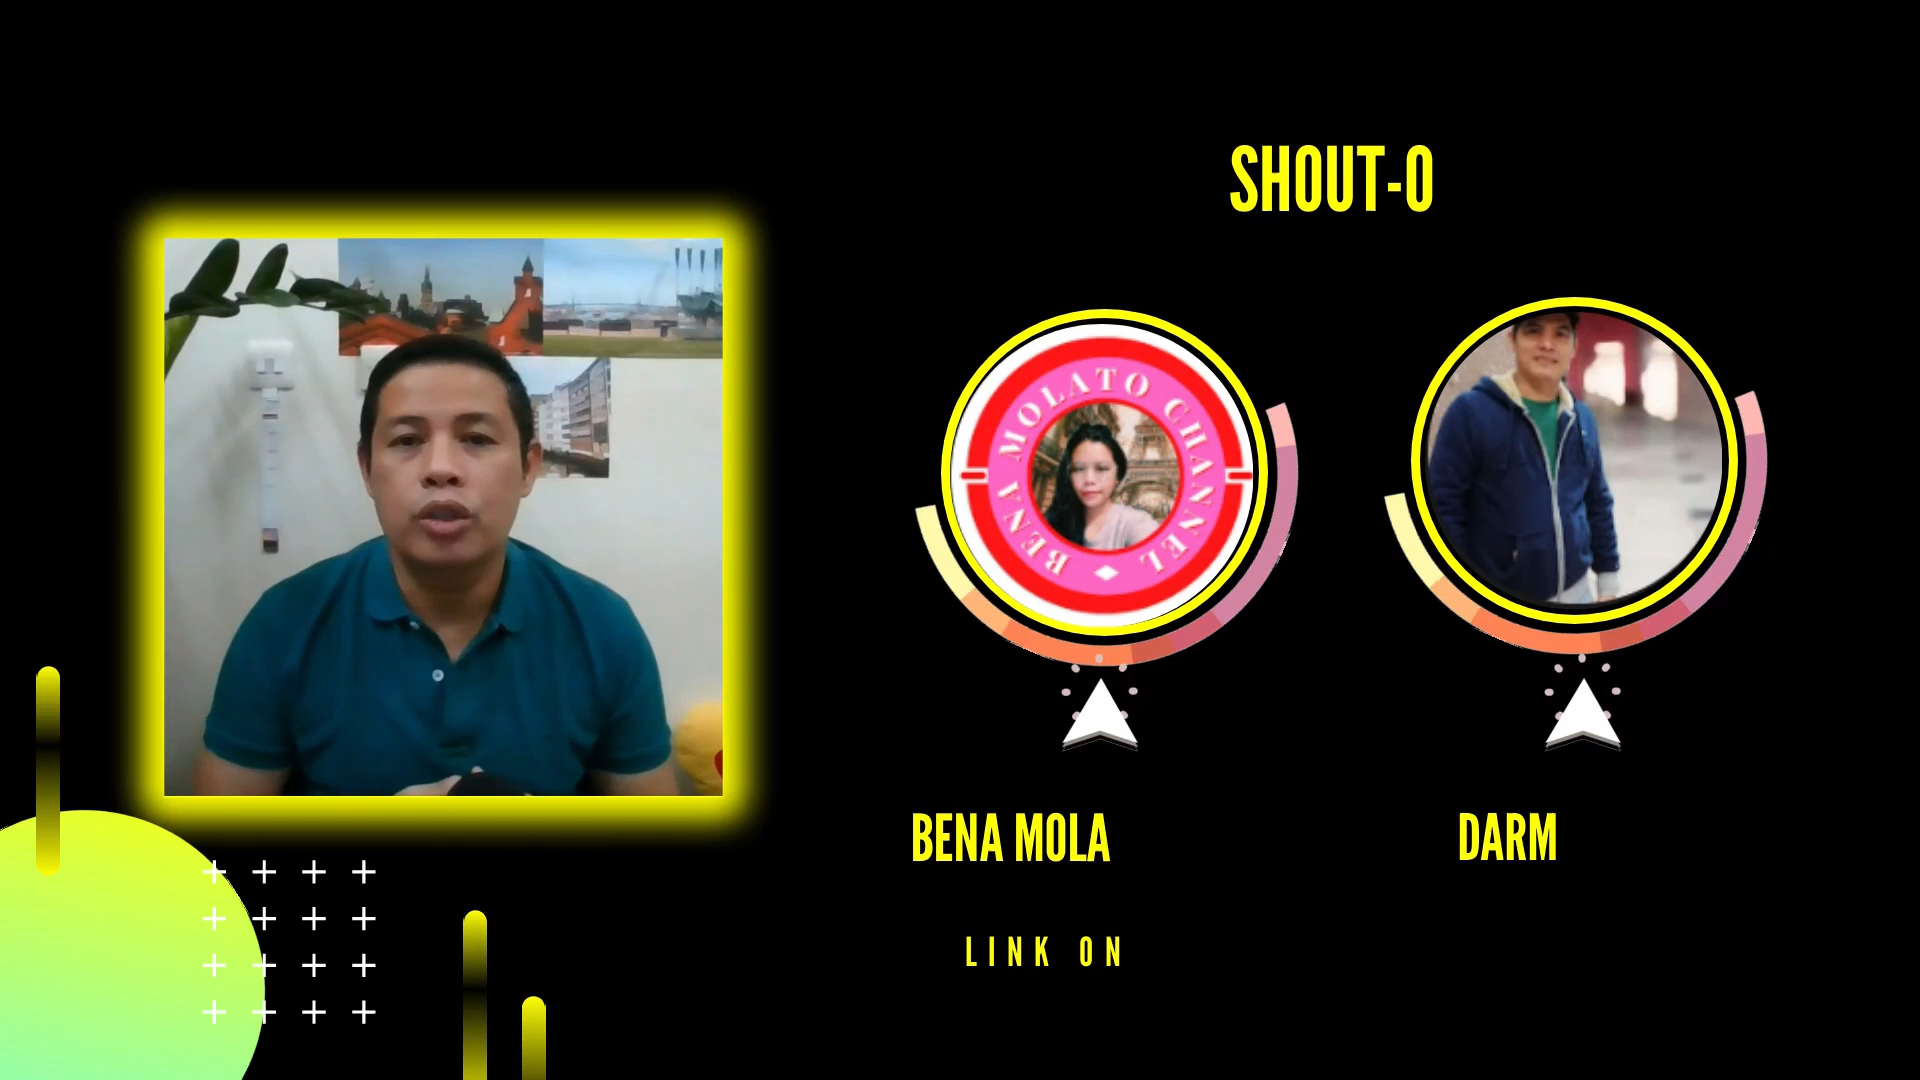 SHOUT-O
BENA MOLATO CHANNEL
BENA MOLA
DARM
LINK ON